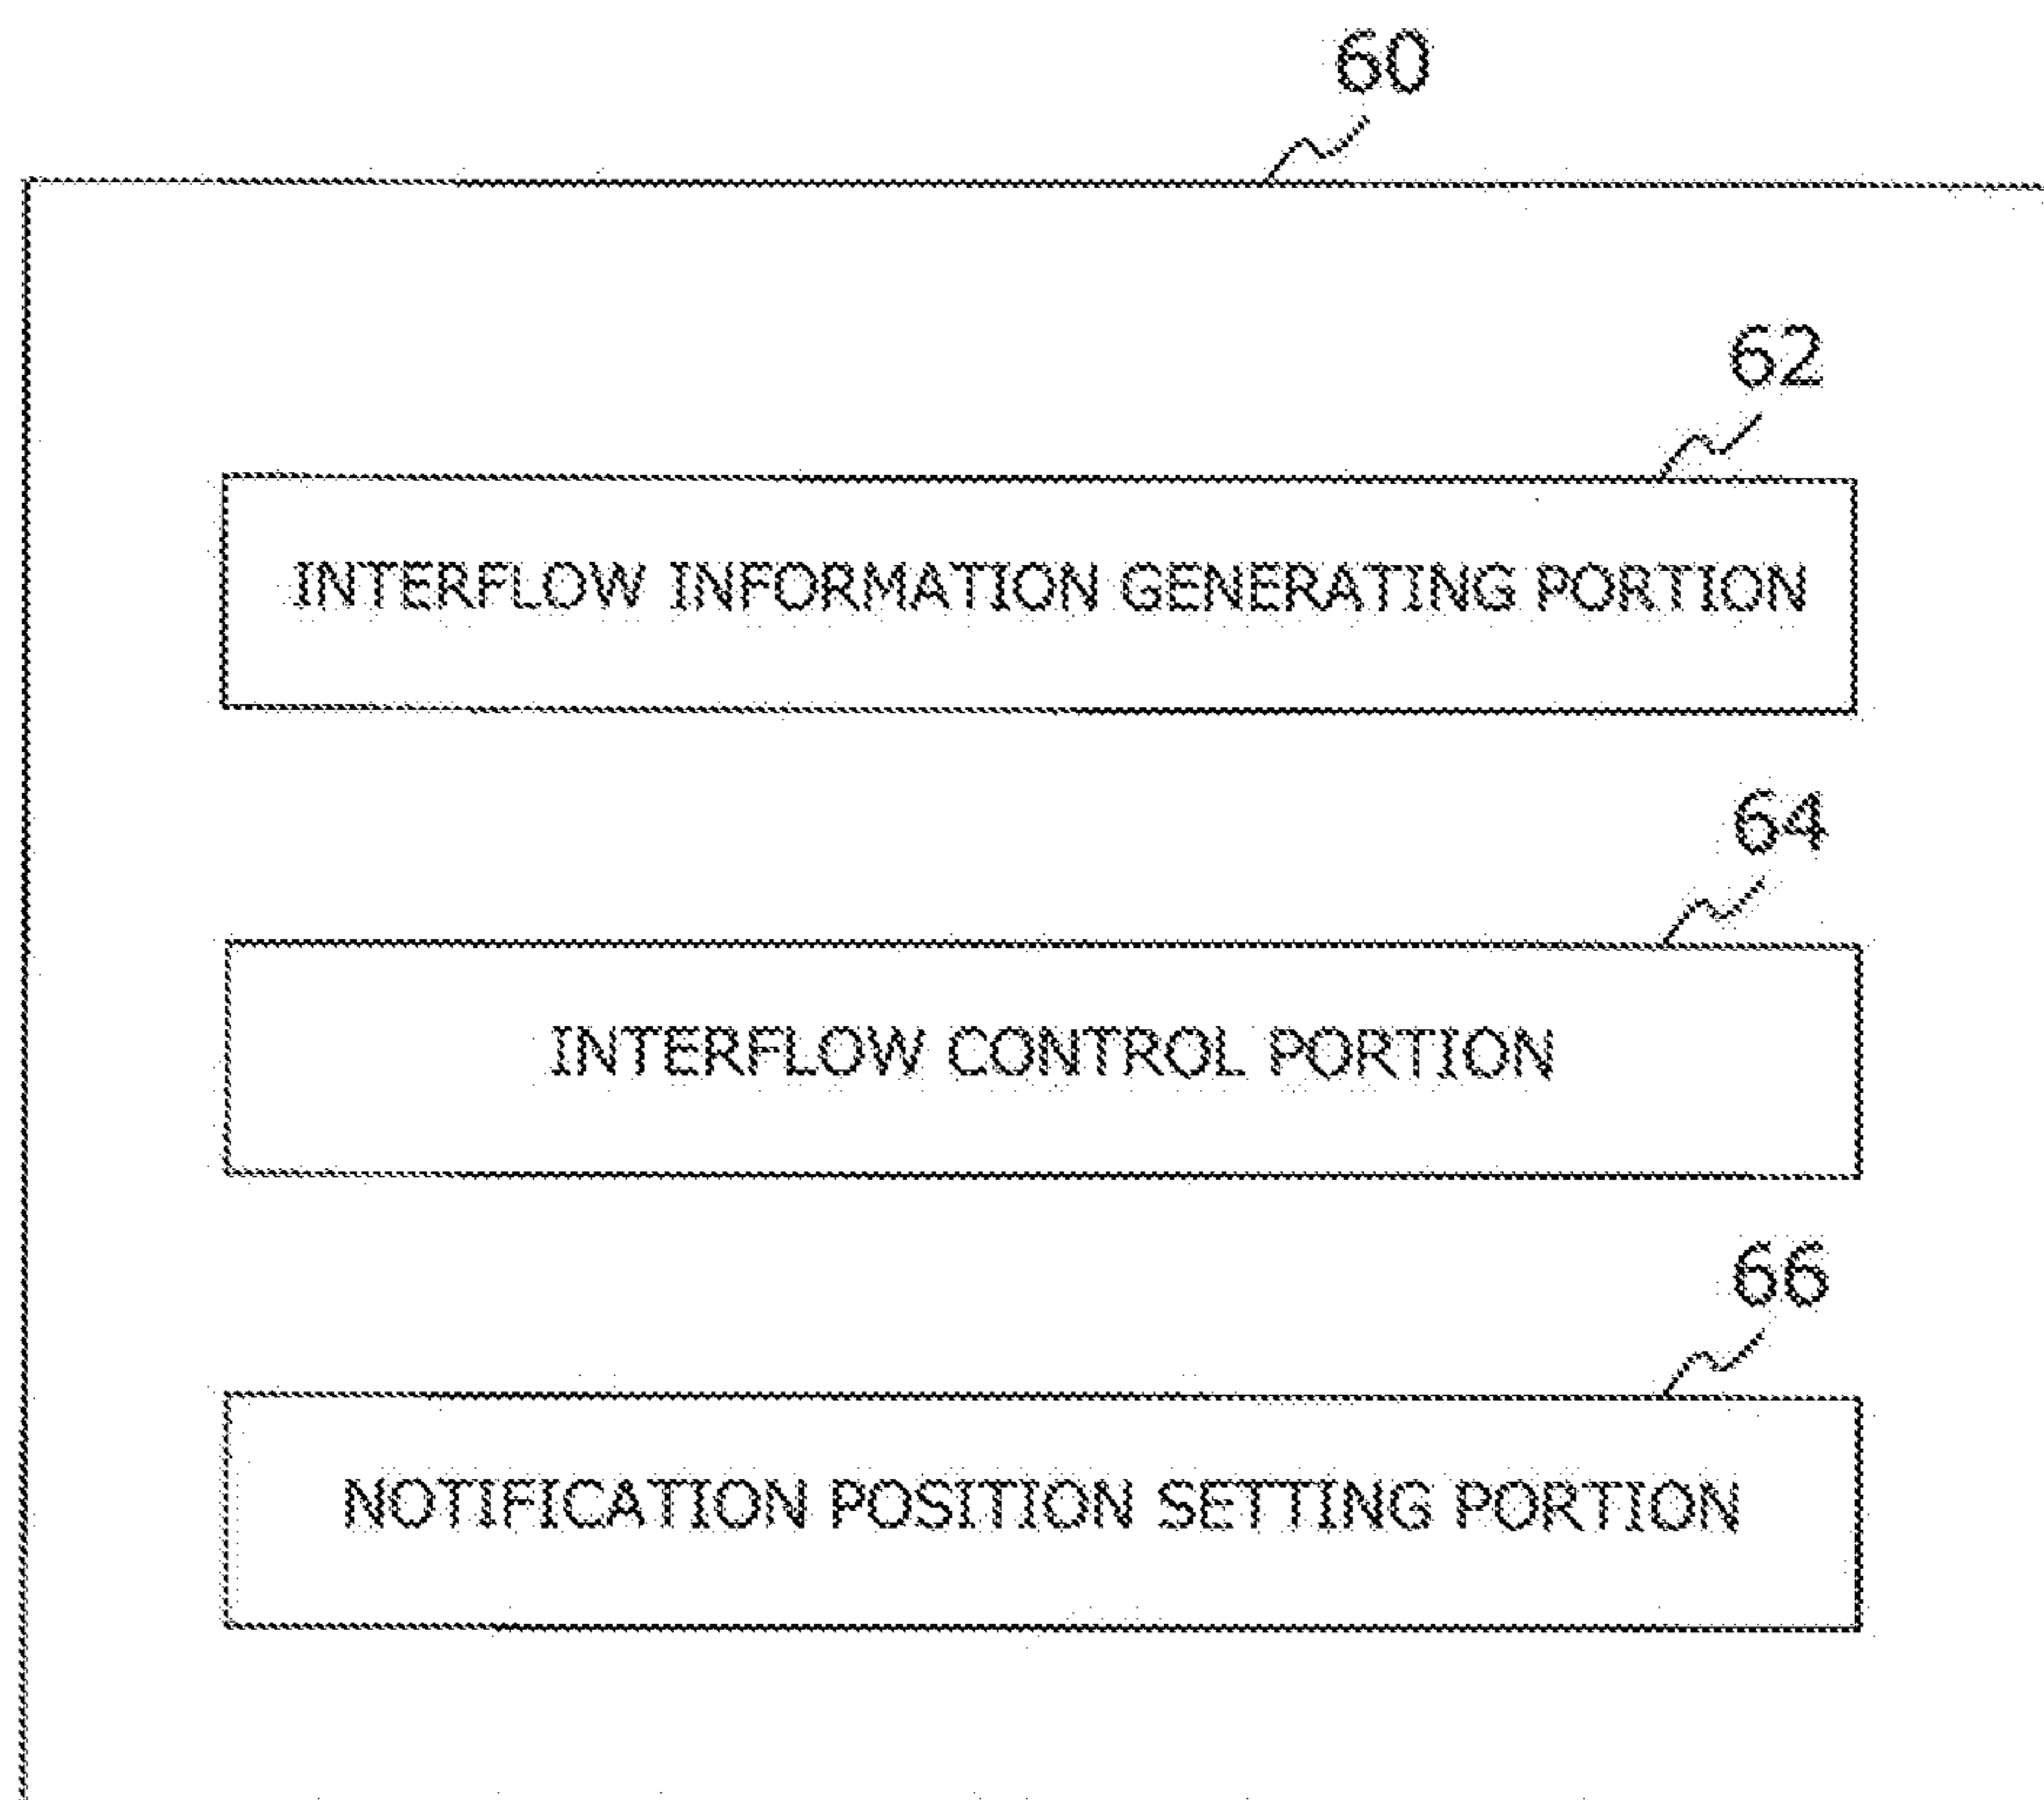 60
62
INTERFLOW INFORMATION GENERATING PORTION
64
INTERFLOW CONTROL PORTION
66
NOTIFICATION POSITION SETTING PORTION